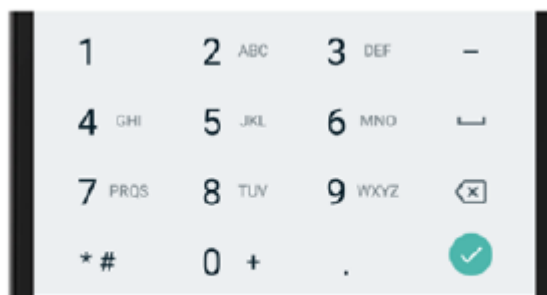 1 2 ABC 3 DEF -
4 GHI 5 JKL 6 MNO
7 PRQS 8 TUV 9 WXYZ
* # 0 + .